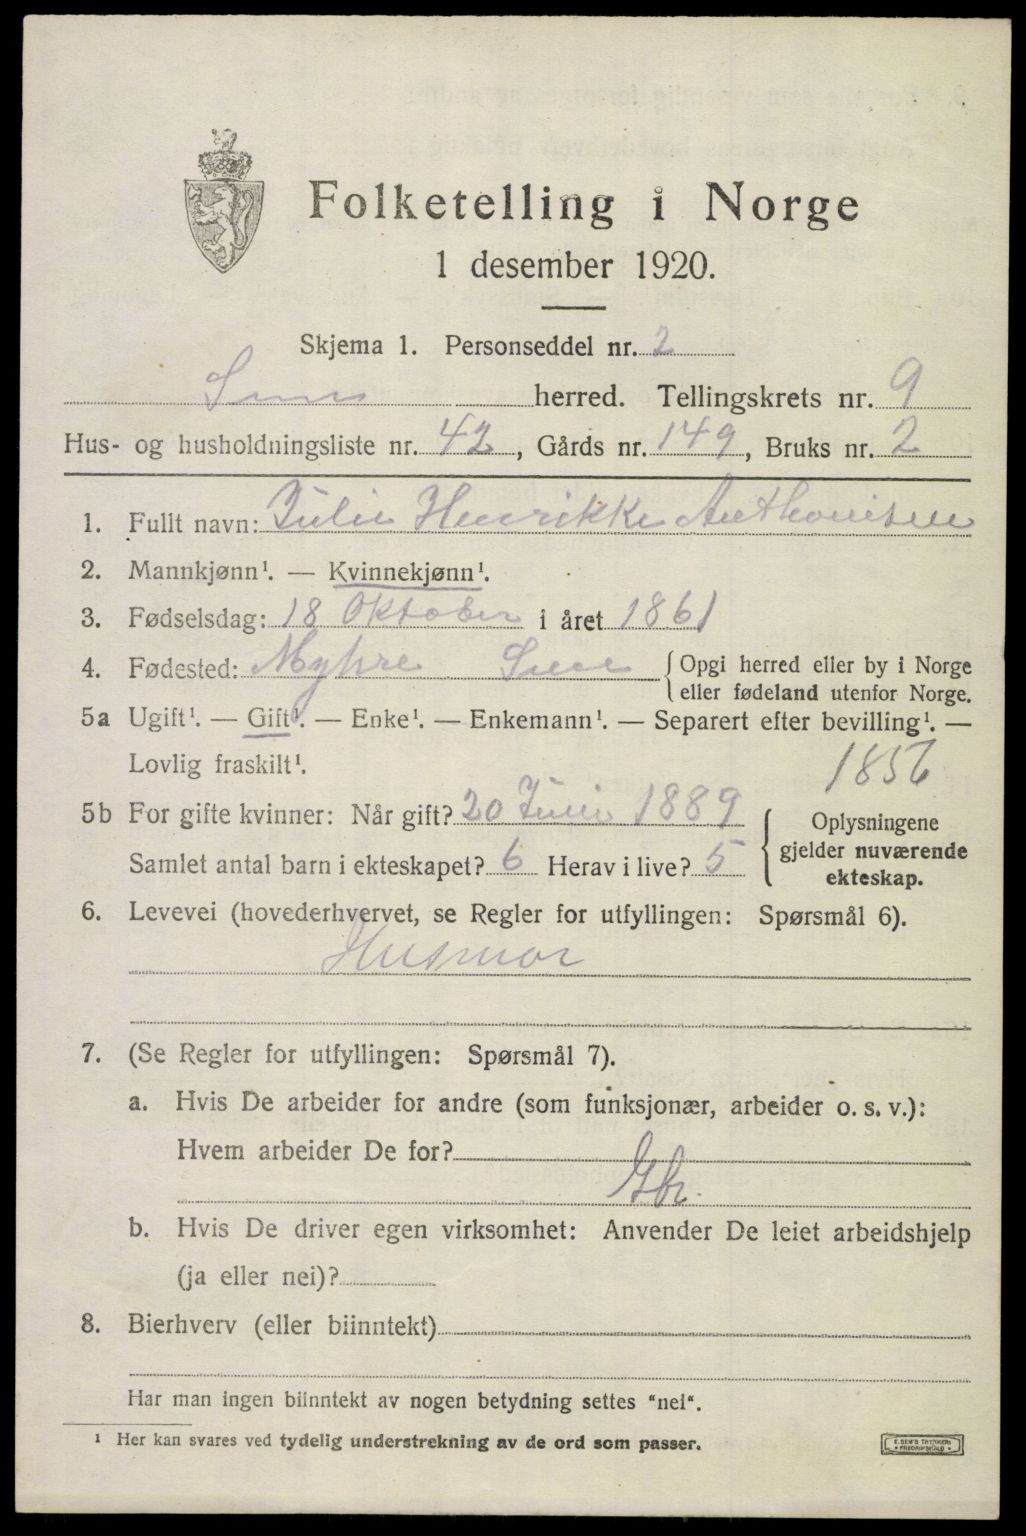 Folketelling i Norge
1 desember 1920.
Skjema 1. Personseddel nr. 2
herred. Tellingskrets nr. 9
Hus- og husholdningsliste nr. 42, Gårds nr. 149, Bruks nr. 2
1. Fullt navn: Julie Henrikke Anthonisen
2. Mannkjønn¹. — Kvinnekjønn¹.
3. Fødselsdag: 18 Oktober i året 1861
4. Fødested: Myhre {Opgi herred eller by i Norge
eller fødeland utenfor Norge.
5a Ugift¹. — Gift¹. — Enke¹. — Enkemann¹. — Separert efter bevilling¹. —
Lovlig fraskilt¹. 1856
5b For gifte kvinner: Når gift? 20 Juni 1889
Samlet antal barn i ekteskapet? 6 Herav i live? 5
{Oplysningene
gjelder nuværende
ekteskap.
6. Levevei (hovederhvervet, se Regler for utfyllingen: Spørsmål 6).
Husmor
7. (Se Regler for utfyllingen: Spørsmål 7).
a. Hvis De arbeider for andre (som funksjonær, arbeider o. s. v.):
Hvem arbeider De for?
Gbr.
b. Hvis De driver egen virksomhet: Anvender De leiet arbeidshjelp
(ja eller nei)?
8. Bierhverv (eller biinntekt)
Har man ingen biinntekt av nogen betydning settes "nei".
¹ Her kan svares ved tydelig understrekning av de ord som passer.